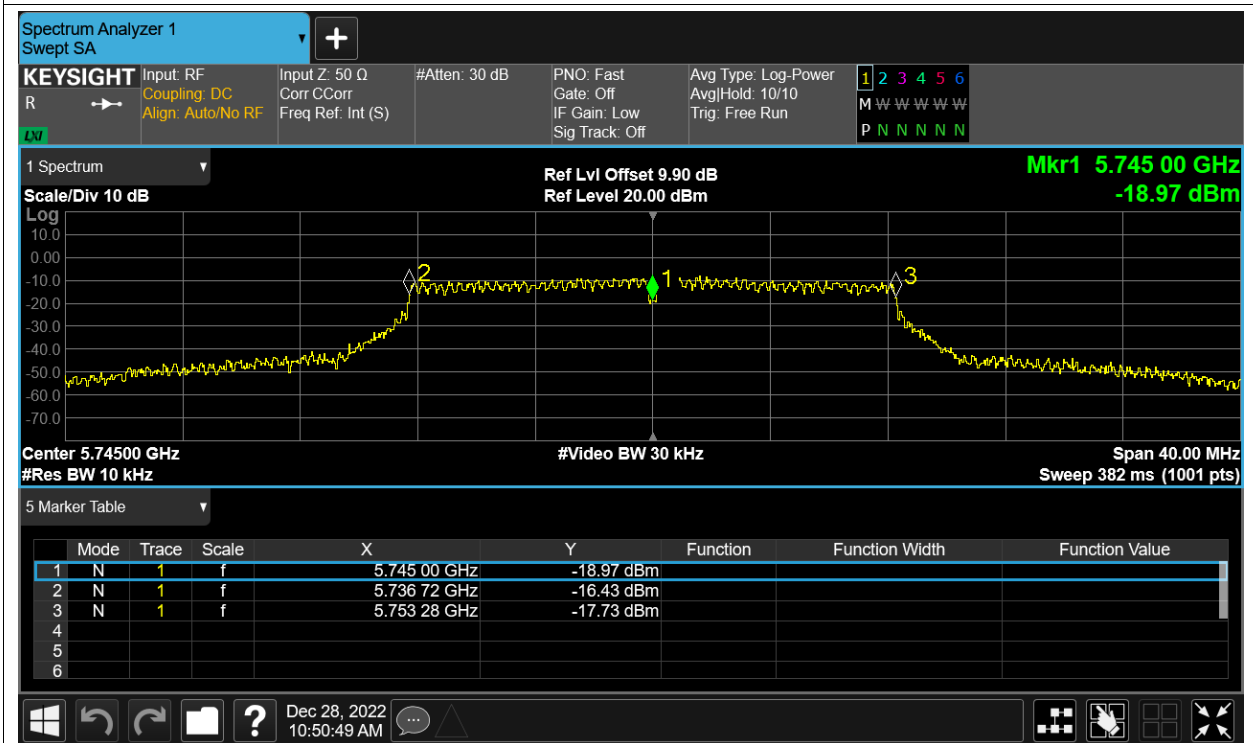 Spectrum Analyzer 1
Swept SA
KEYSIGHT
R
LXI
Input: RF
Coupling: DC
Align: Auto/No RF
Input Z: 50 Ω
Corr CCorr
Freq Ref: Int (S)
#Atten: 30 dB
PNO: Fast
Gate: Off
IF Gain: Low
Sig Track: Off
Avg Type: Log-Power
Avg|Hold: 10/10
Trig: Free Run
1 2 3 4 5 6
M W W W W W
P N N N N N
1 Spectrum
Scale/Div 10 dB
Ref Lvl Offset 9.90 dB
Ref Level 20.00 dBm
Mkr1 5.745 00 GHz
-18.97 dBm
Log
10.0
0.00
-10.0
-20.0
-30.0
-40.0
-50.0
-60.0
-70.0
2
1
3
Center 5.74500 GHz
#Res BW 10 kHz
#Video BW 30 kHz
Span 40.00 MHz
Sweep 382 ms (1001 pts)
5 Marker Table
Mode Trace Scale X Y Function Function Width Function Value
1 N 1 f 5.745 00 GHz -18.97 dBm
2 N 1 f 5.736 72 GHz -16.43 dBm
3 N 1 f 5.753 28 GHz -17.73 dBm
4
5
6
?
Dec 28, 2022
10:50:49 AM